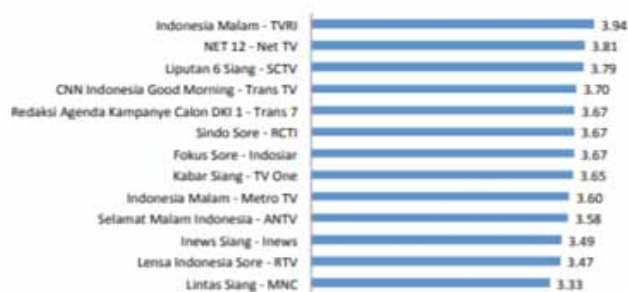 Indonesia Malam - TVRI 3.94
NET 12 - Net TV 3.81
Liputan 6 Siang - SCTV 3.79
CNN Indonesia Good Morning - Trans TV 3.70
Redaksi Agenda Kampanye Calon DKI 1 - Trans 7 3.67
Sindo Sore - RCTI 3.67
Fokus Sore - Indosiar 3.67
Kabar Siang - TV One 3.65
Indonesia Malam - Metro TV 3.60
Selamat Malam Indonesia - ANTV 3.58
Inews Siang - Inews 3.49
Lensa Indonesia Sore - RTV 3.47
Lintas Siang - MNC 3.33